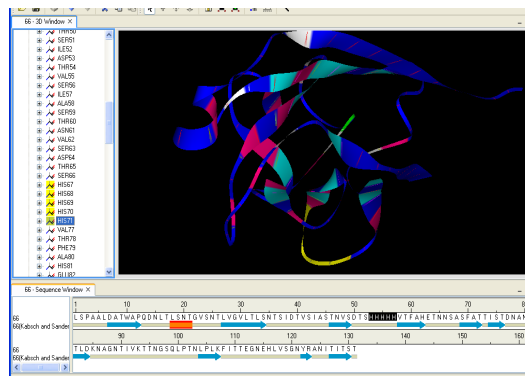 66 - 3D Window ×
THR50
SER51
ILE52
ASP53
THR54
VAL55
SER56
ILE57
ALA58
SER59
THR60
ASN61
VAL62
SER63
ASP64
THR65
SER66
HIS67
HIS68
HIS69
HIS70
HIS71
VAL77
THR78
PHE79
ALA80
HIS81
GLU82
66 - Sequence Window ×
10 20 30 40 50 60 70 8
66 LSPAALDATWAPQDNLTLSNTGVSNTLVGVLTLSNTSIDTVSIASTNVSDTSHHHHHVTFAHETNNSASFATTISTDNAN
66(Kabsch and Sander
90 100 110 120 130 140 150 160
66 TLDKNAGNTIVKTTNGSQLPTNLPLKFITTEGNEHLVSGNYRANITITST
66(Kabsch and Sander